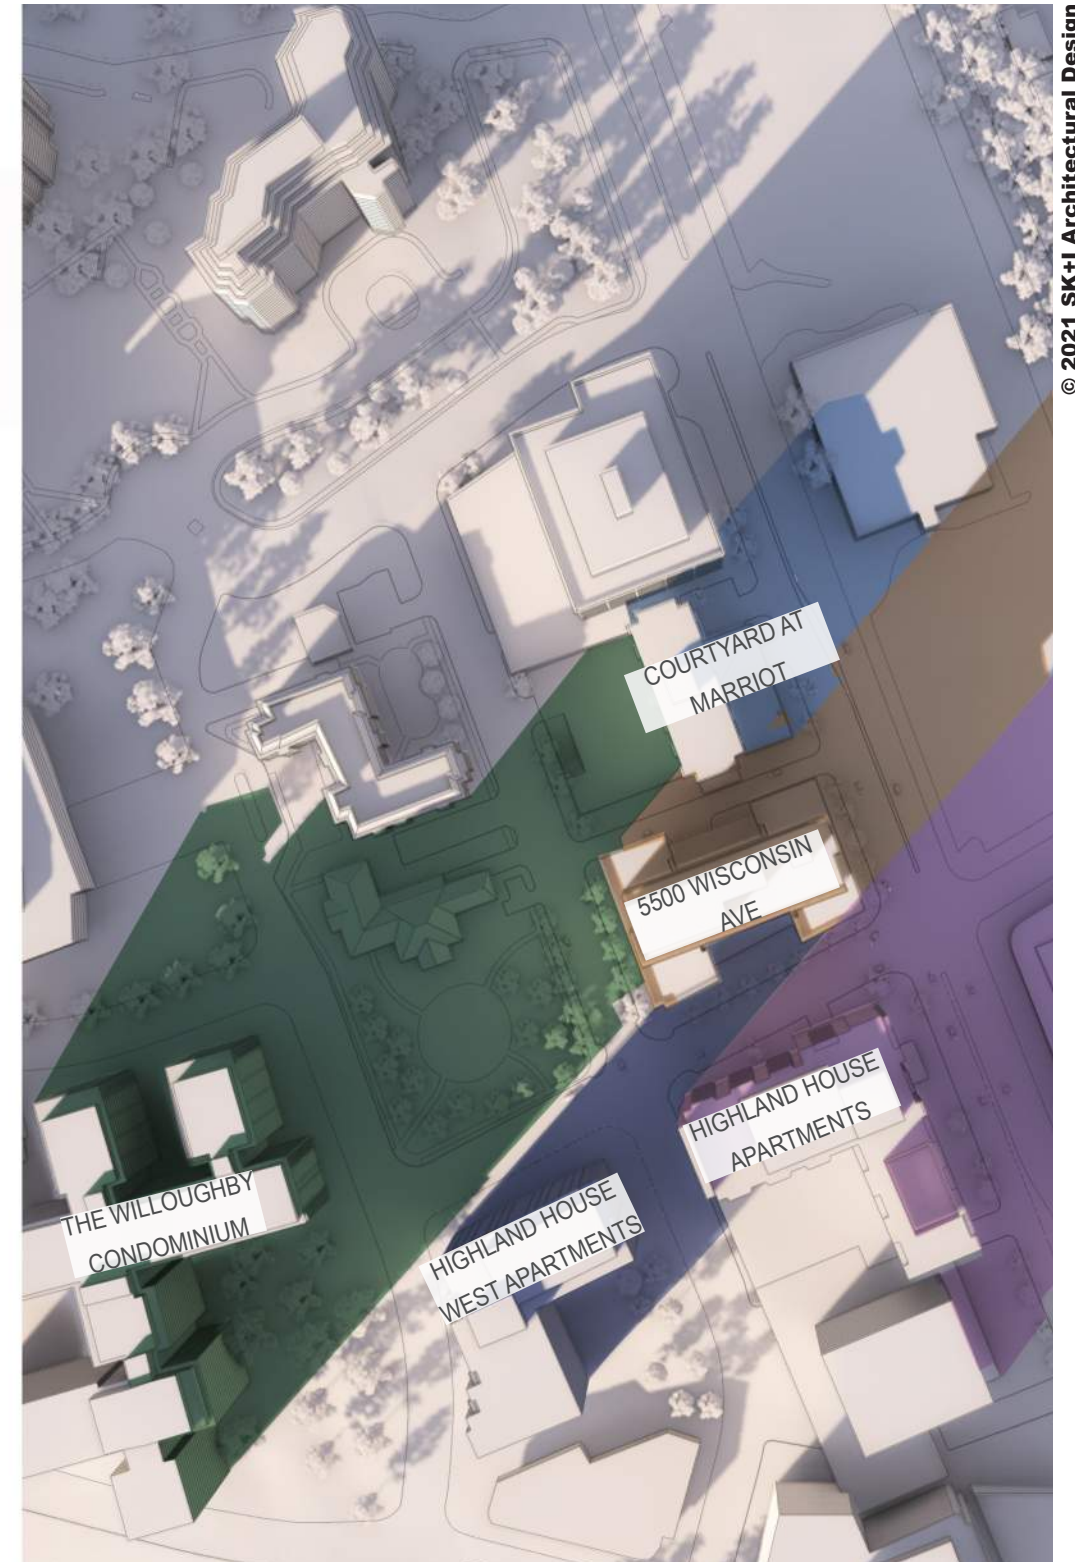 © 2021 SK+I Architectural Design
COURTYARD AT
MARRIOT
5500 WISCONSIN
AVE
HIGHLAND HOUSE
APARTMENTS
THE WILLOUGHBY
CONDOMINIUM
HIGHLAND HOUSE
WEST APARTMENTS